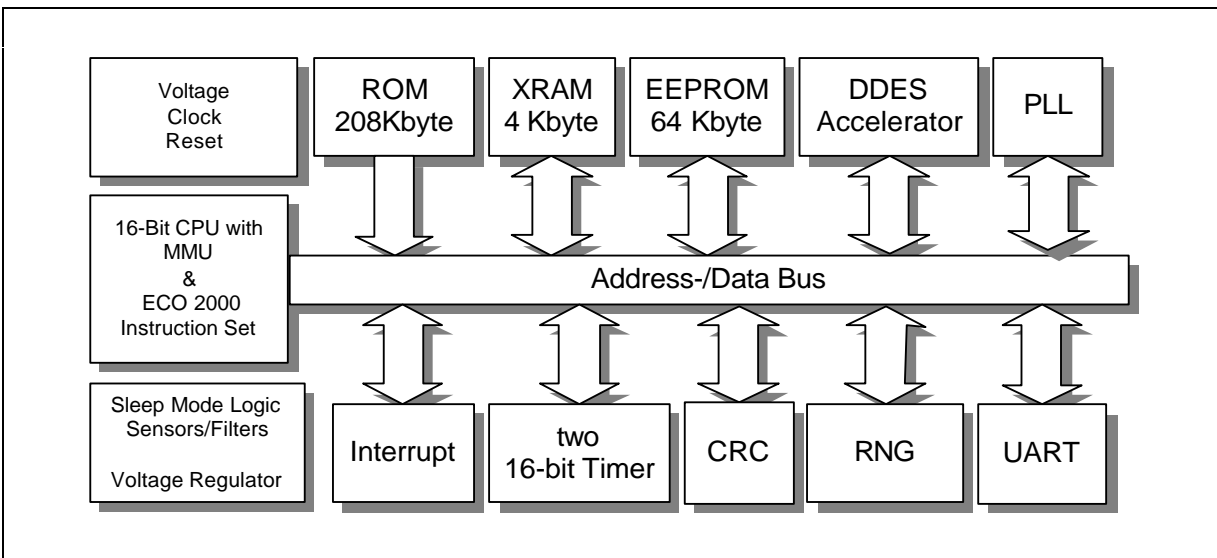 Voltage
Clock
Reset
ROM
208Kbyte
XRAM
4 Kbyte
EEPROM
64 Kbyte
DDES
Accelerator
PLL
16-Bit CPU with
MMU
&
ECO 2000
Instruction Set
Address-/Data Bus
Sleep Mode Logic
Sensors/Filters
Voltage Regulator
Interrupt
two
16-bit Timer
CRC
RNG
UART